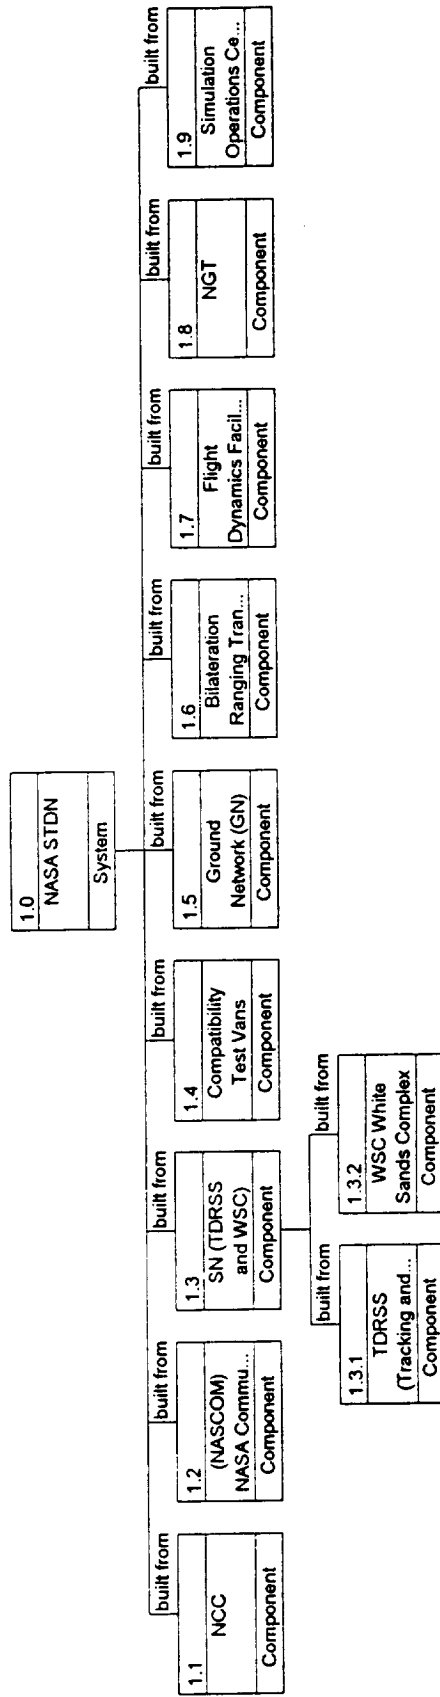 1.0
NASA STDN
System
built from
1.1
NCC
Component
built from
1.2
(NASCOM)
NASA Commu...
Component
built from
1.3
SN (TDRSS
and WSC)
Component
built from
1.4
Compatibility
Test Vans
Component
built from
1.5
Ground
Network (GN)
Component
built from
1.6
Bilateration
Ranging Tran...
Component
built from
1.7
Flight
Dynamics Facil...
Component
built from
1.8
NGT
Component
built from
1.9
Simulation
Operations Ce...
Component
built from
1.3.1
TDRSS
(Tracking and...
Component
built from
1.3.2
WSC White
Sands Complex
Component